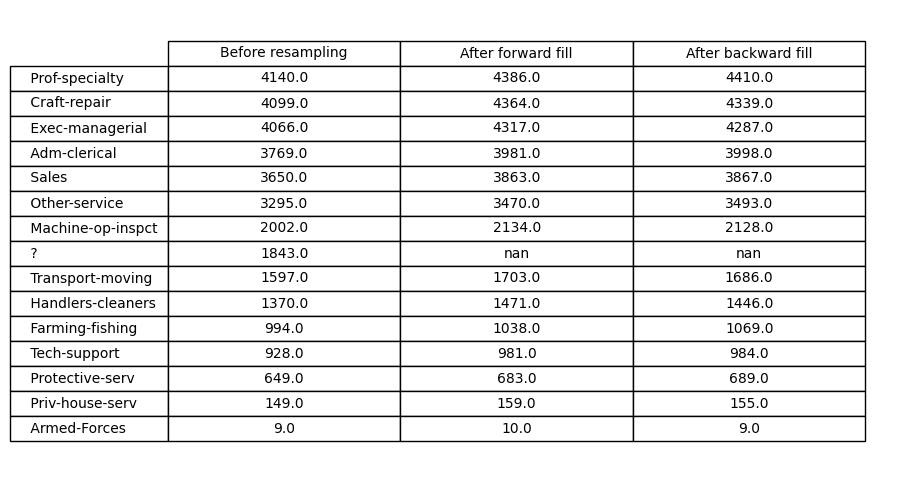 Before resampling After forward fill After backward fill
Prof-specialty 4140.0 4386.0 4410.0
Craft-repair 4099.0 4364.0 4339.0
Exec-managerial 4066.0 4317.0 4287.0
Adm-clerical 3769.0 3981.0 3998.0
Sales 3650.0 3863.0 3867.0
Other-service 3295.0 3470.0 3493.0
Machine-op-inspct 2002.0 2134.0 2128.0
? 1843.0 nan nan
Transport-moving 1597.0 1703.0 1686.0
Handlers-cleaners 1370.0 1471.0 1446.0
Farming-fishing 994.0 1038.0 1069.0
Tech-support 928.0 981.0 984.0
Protective-serv 649.0 683.0 689.0
Priv-house-serv 149.0 159.0 155.0
Armed-Forces 9.0 10.0 9.0